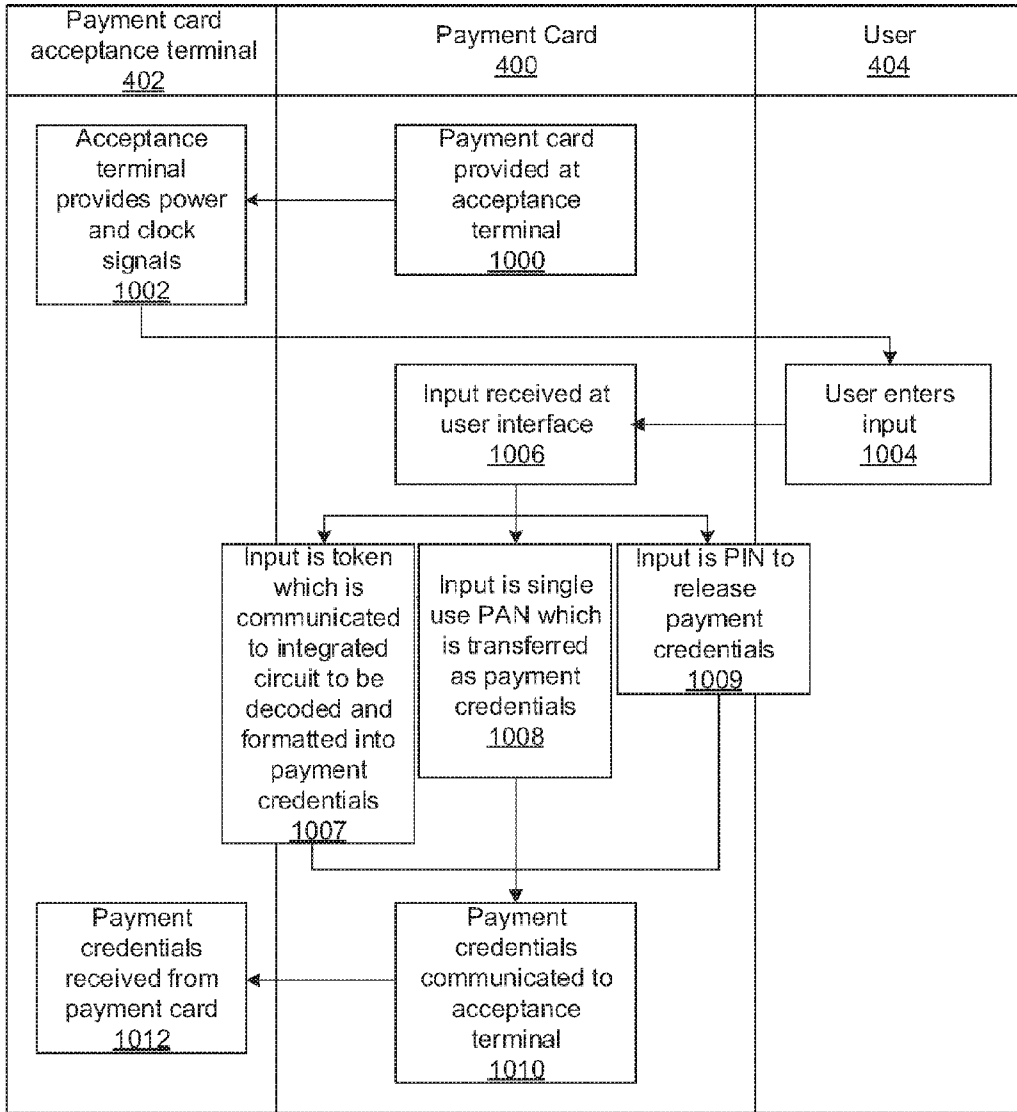 Payment card
acceptance terminal
402
Payment Card
400
User
404
Acceptance
terminal
provides power
and clock
signals
1002
Payment card
provided at
acceptance
terminal
1000
Input received at
user interface
1006
User enters
input
1004
Input is token
which is
communicated
to integrated
circuit to be
decoded and
formatted into
payment
credentials
1007
Input is single
use PAN which
is transferred
as payment
credentials
1008
Input is PIN to
release
payment
credentials
1009
Payment
credentials
received from
payment card
1012
Payment
credentials
communicated to
acceptance
terminal
1010